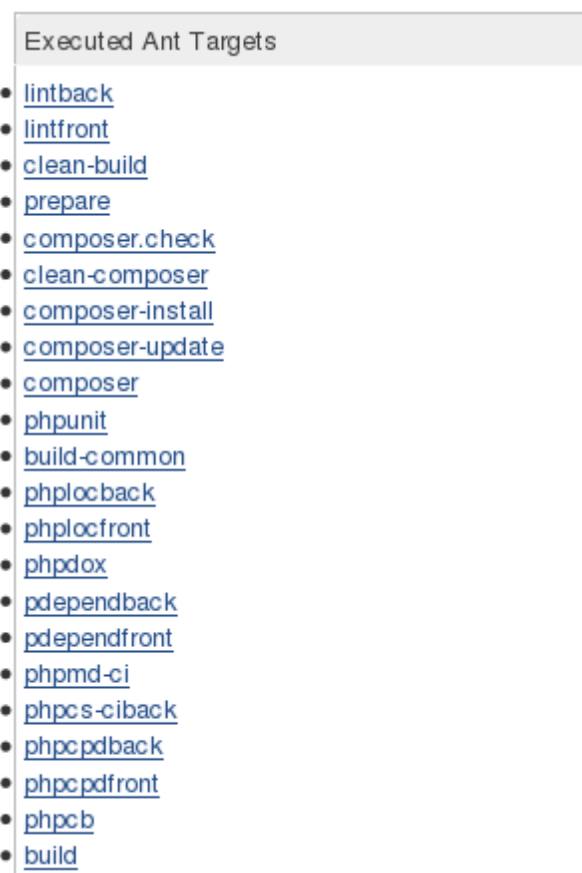 Executed Ant Targets
lintback
lintfront
clean-build
prepare
composer.check
clean-composer
composer-install
composer-update
composer
phpunit
build-common
phplocback
phplocfront
phpdox
pdependback
pdependfront
phpmd-ci
phpcs-ciback
phpcpdback
phpcpdfront
phpcb
build